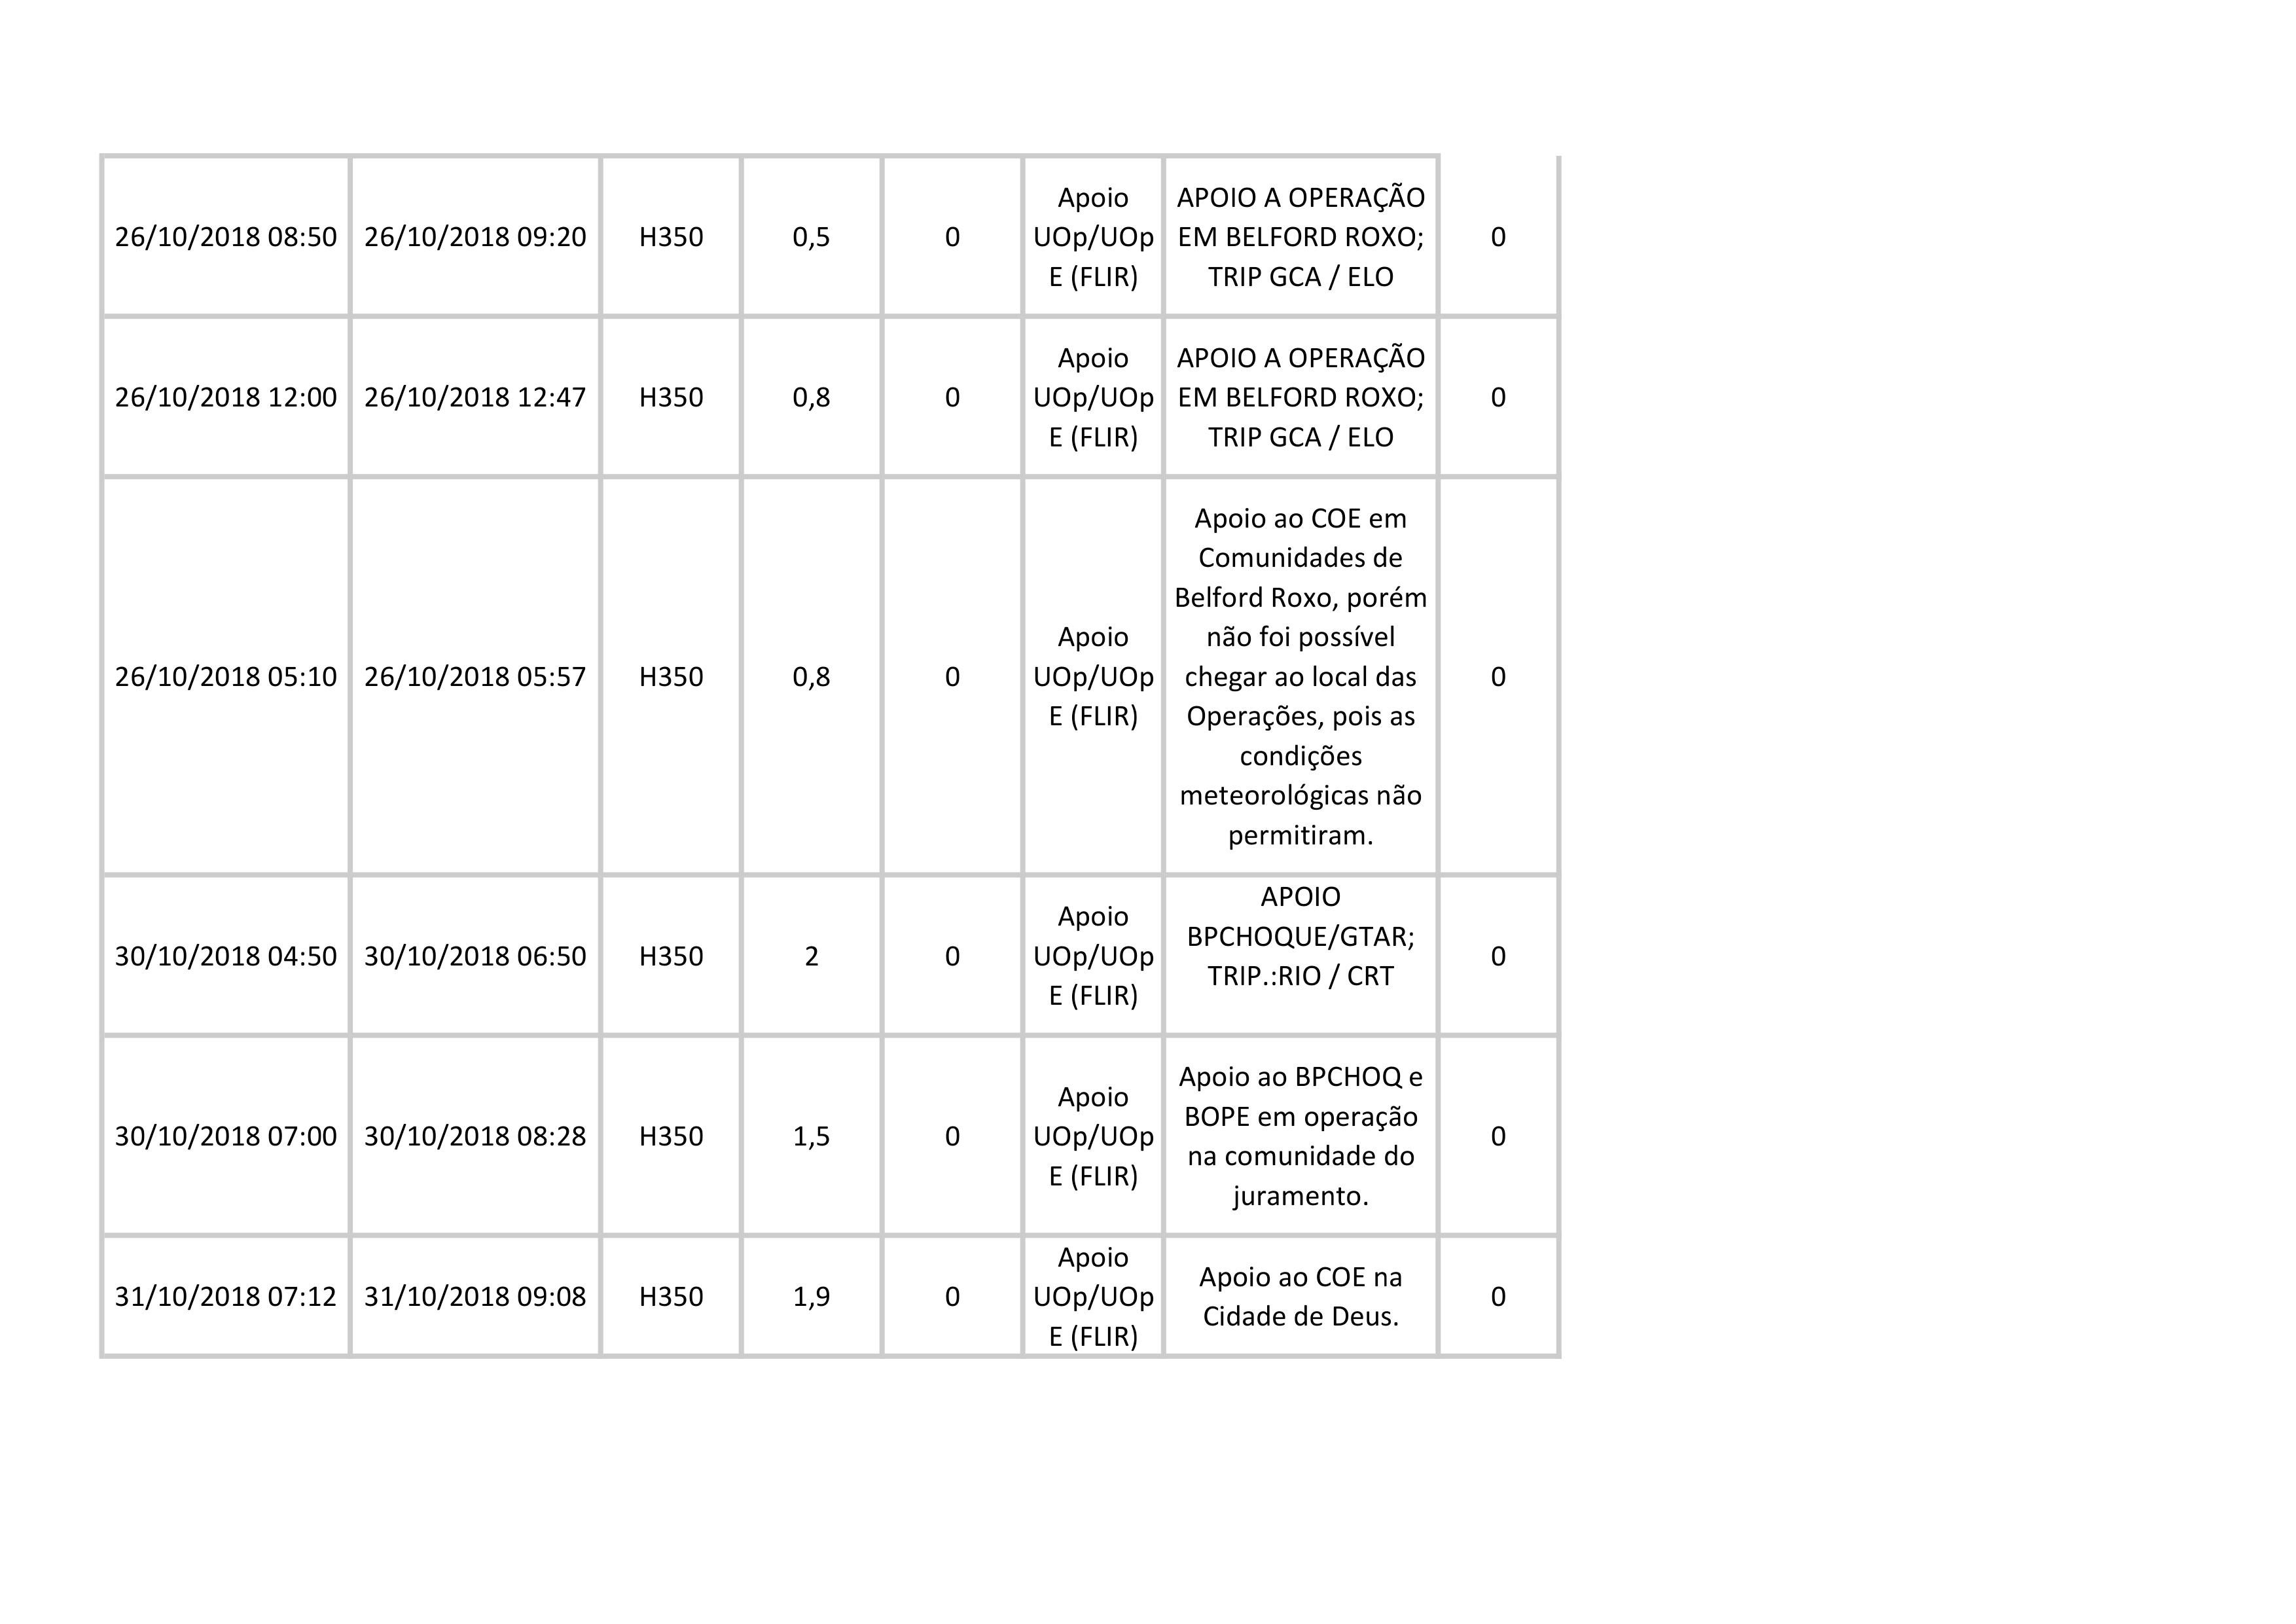 26/10/2018 08:50 26/10/2018 09:20 H350 0,5 0 Apoio UOp/UOp E (FLIR) APOIO A OPERAÇÃO EM BELFORD ROXO; TRIP GCA / ELO 0
26/10/2018 12:00 26/10/2018 12:47 H350 0,8 0 Apoio UOp/UOp E (FLIR) APOIO A OPERAÇÃO EM BELFORD ROXO; TRIP GCA / ELO 0
26/10/2018 05:10 26/10/2018 05:57 H350 0,8 0 Apoio UOp/UOp E (FLIR) Apoio ao COE em Comunidades de Belford Roxo, porém não foi possível chegar ao local das Operações, pois as condições meteorológicas não permitiram. 0
30/10/2018 04:50 30/10/2018 06:50 H350 2 0 Apoio UOp/UOp E (FLIR) APOIO BPCHOQUE/GTAR; TRIP.:RIO / CRT 0
30/10/2018 07:00 30/10/2018 08:28 H350 1,5 0 Apoio UOp/UOp E (FLIR) Apoio ao BPCHOQ e BOPE em operação na comunidade do juramento. 0
31/10/2018 07:12 31/10/2018 09:08 H350 1,9 0 Apoio UOp/UOp E (FLIR) Apoio ao COE na Cidade de Deus. 0